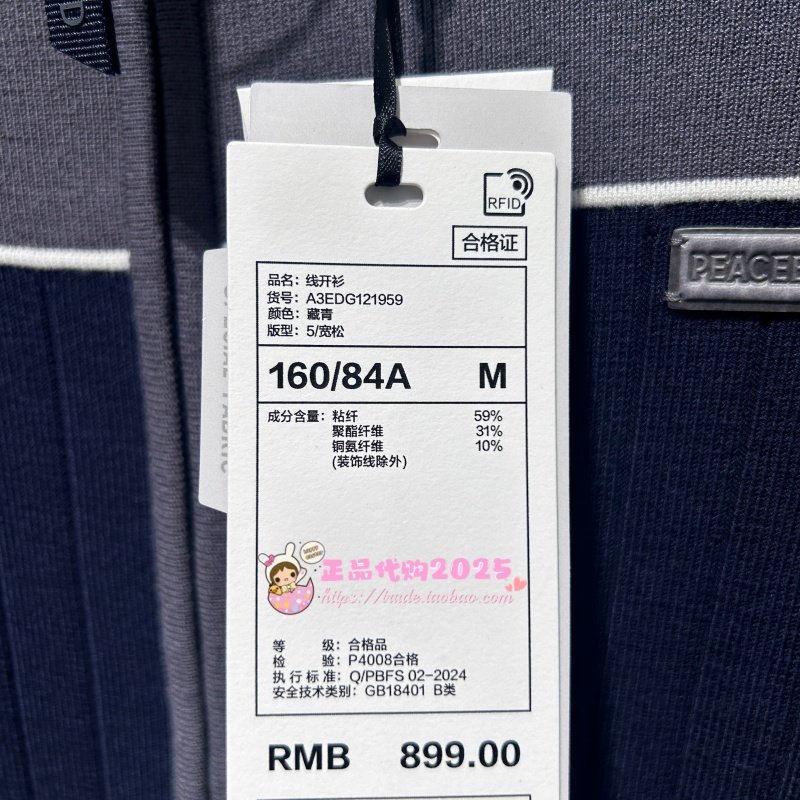 RFID
合格证
品名：线开衫
货号：A3EDG121959
颜色：藏青
版型：5/宽松
160/84A M
成分含量：粘纤 59%
聚酯纤维 31%
铜氨纤维 10%
(装饰线除外)
正品代购2025
https://trade.taobao.com
等 级：合格品
检 验：P4008合格
执行标准：Q/PBFS 02-2024
安全技术类别：GB18401 B类
RMB 899.00
PEACEB